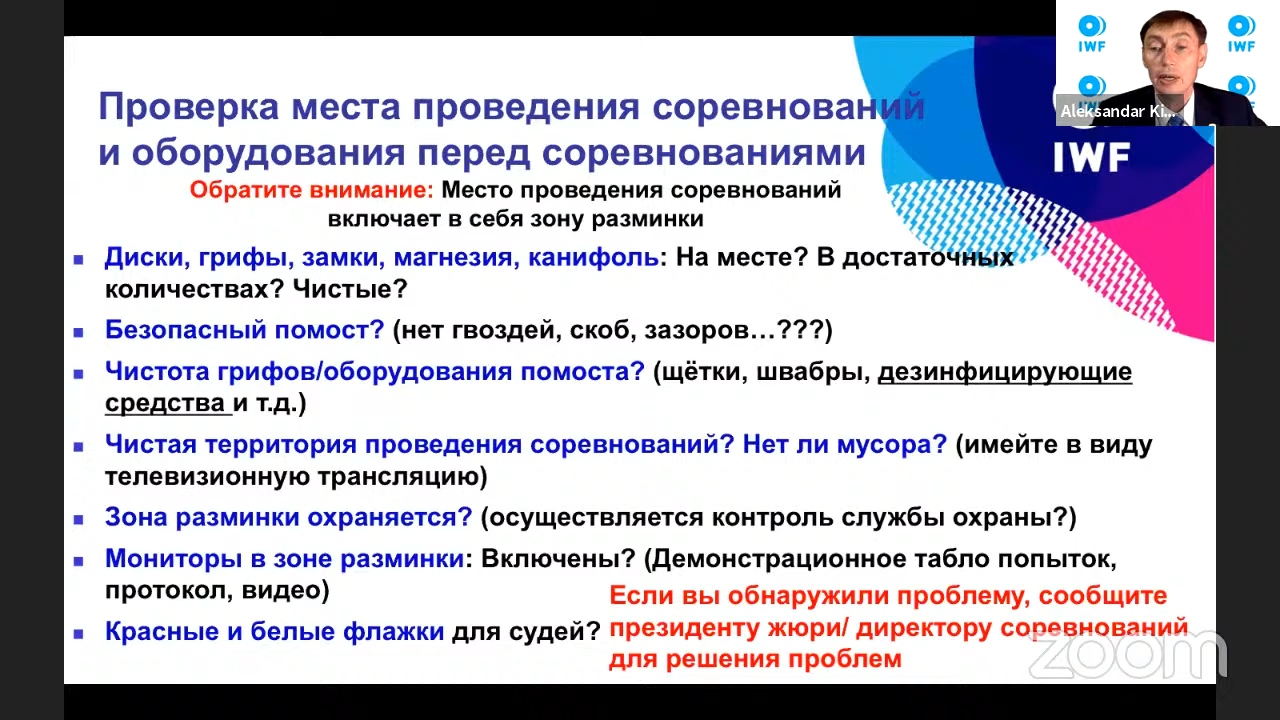 IWF
IWF
Aleksandar Ki...
IWF
Проверка места проведения соревнований
и оборудования перед соревнованиями
Обратите внимание: Место проведения соревнований
включает в себя зону разминки
Диски, грифы, замки, магнезия, канифоль: На месте? В достаточных
количествах? Чистые?
Безопасный помост? (нет гвоздей, скоб, зазоров…???)
Чистота грифов/оборудования помоста? (щётки, швабры, дезинфицирующие
средства и т.д.)
Чистая территория проведения соревнований? Нет ли мусора? (имейте в виду
телевизионную трансляцию)
Зона разминки охраняется? (осуществляется контроль службы охраны?)
Мониторы в зоне разминки: Включены? (Демонстрационное табло попыток,
протокол, видео)
Красные и белые флажки для судей?
Если вы обнаружили проблему, сообщите
президенту жюри/ директору соревнований
для решения проблем
zoom